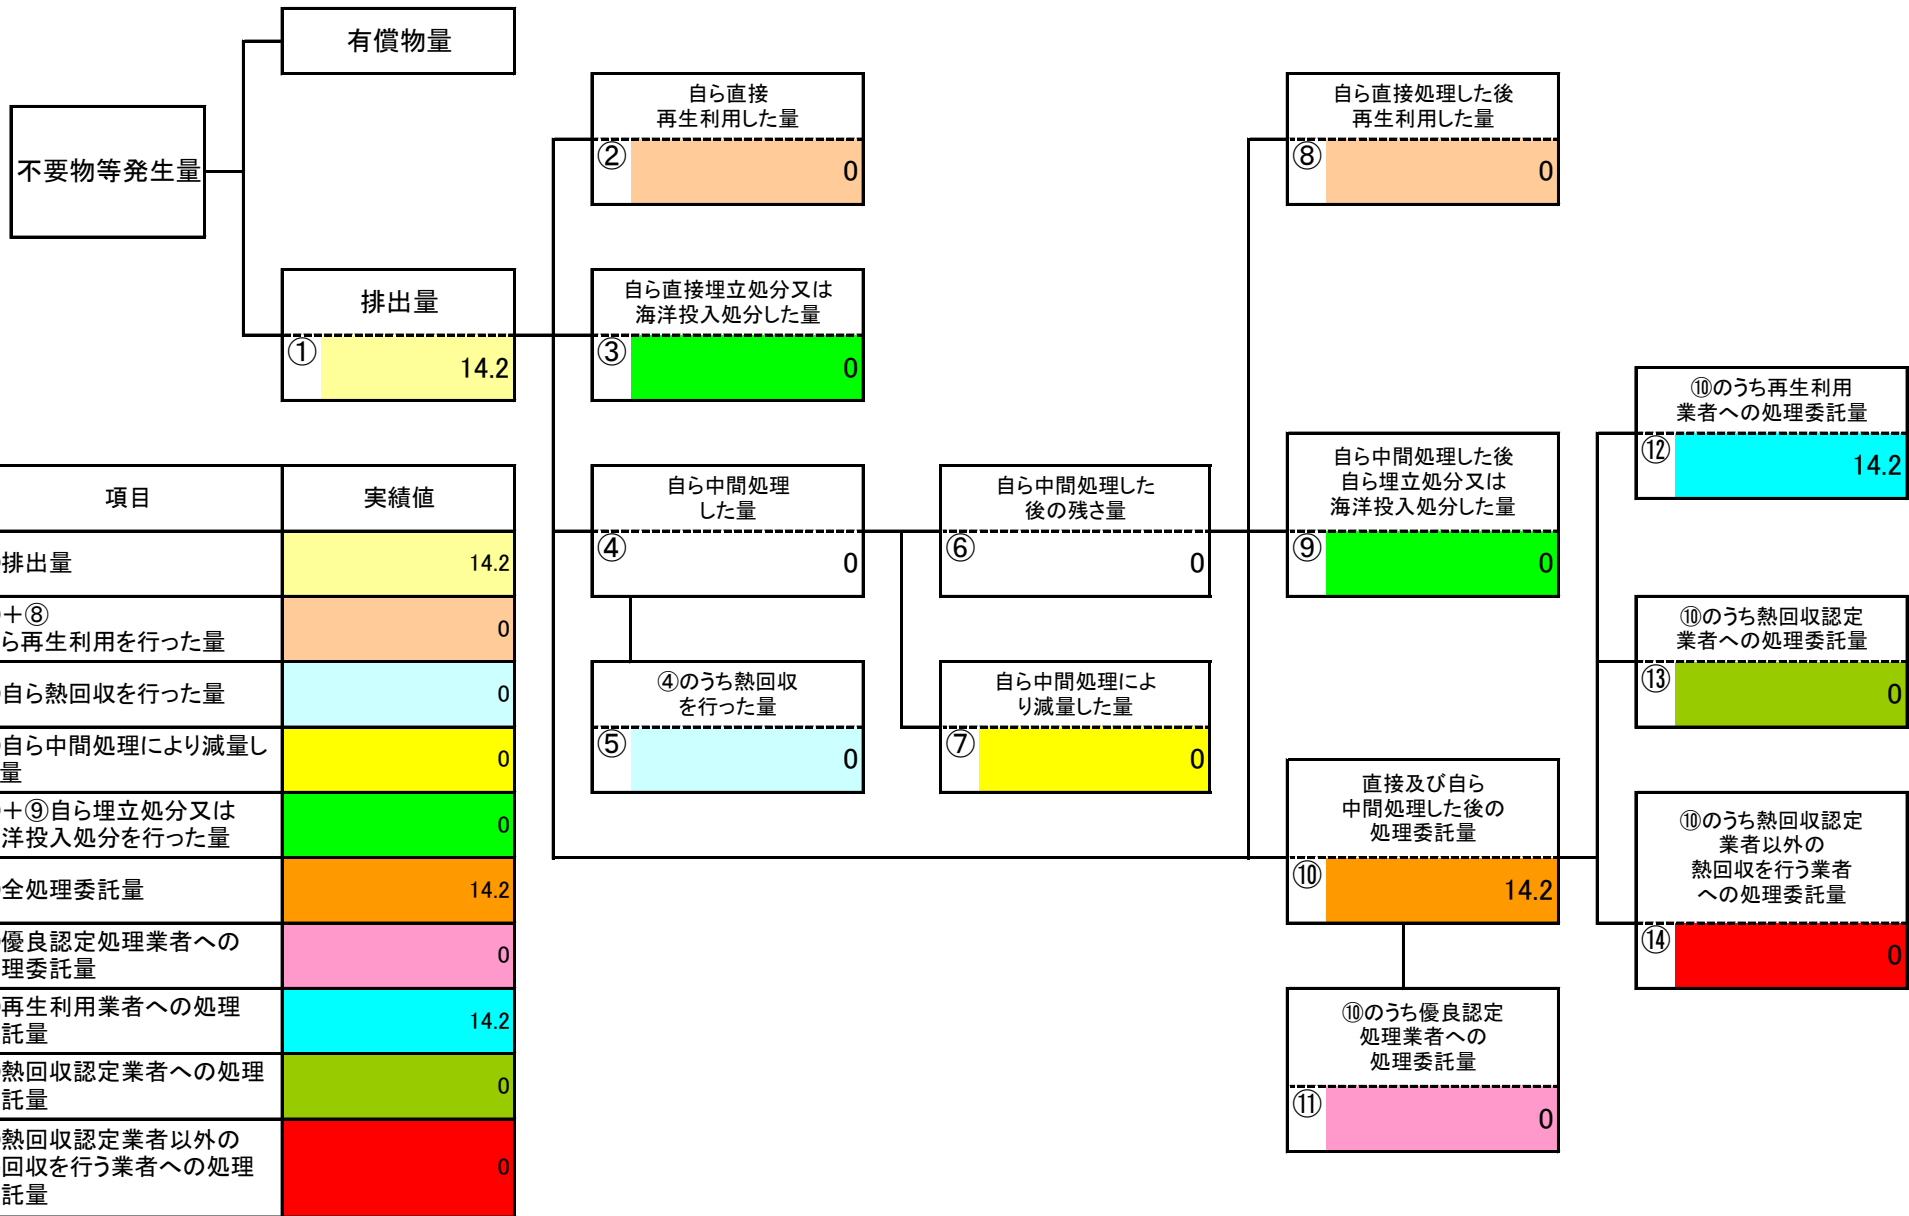 有償物量
不要物等発生量
排出量
①
14.2
自ら直接
再生利用した量
②
0
自ら直接埋立処分又は
海洋投入処分した量
③
0
自ら中間処理
した量
④
0
④のうち熱回収
を行った量
⑤
0
自ら中間処理した
後の残さ量
⑥
0
自ら中間処理によ
り減量した量
⑦
0
自ら直接処理した後
再生利用した量
⑧
0
自ら中間処理した後
自ら埋立処分又は
海洋投入処分した量
⑨
0
直接及び自ら
中間処理した後の
処理委託量
⑩
14.2
⑩のうち優良認定
処理業者への
処理委託量
⑪
0
⑩のうち再生利用
業者への処理委託量
⑫
14.2
⑩のうち熱回収認定
業者への処理委託量
⑬
0
⑩のうち熱回収認定
業者以外の
熱回収を行う業者
への処理委託量
⑭
0
項目
実績値
排出量
14.2
+⑧
ら再生利用を行った量
0
自ら熱回収を行った量
0
自ら中間処理により減量し
量
0
+⑨自ら埋立処分又は
洋投入処分を行った量
0
全処理委託量
14.2
優良認定処理業者への
理委託量
0
再生利用業者への処理
託量
14.2
熱回収認定業者への処理
託量
0
熱回収認定業者以外の
回収を行う業者への処理
託量
0